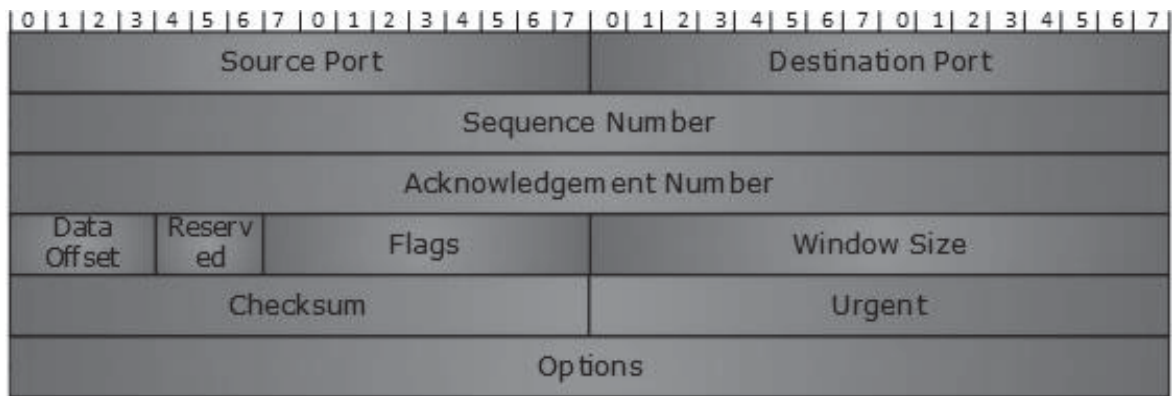 0 1 2 3 4 5 6 7 0 1 2 3 4 5 6 7 0 1 2 3 4 5 6 7 0 1 2 3 4 5 6 7
Source Port Destination Port
Sequence Number
Acknowledgement Number
Data Offset Reserved Flags Window Size
Checksum Urgent
Options